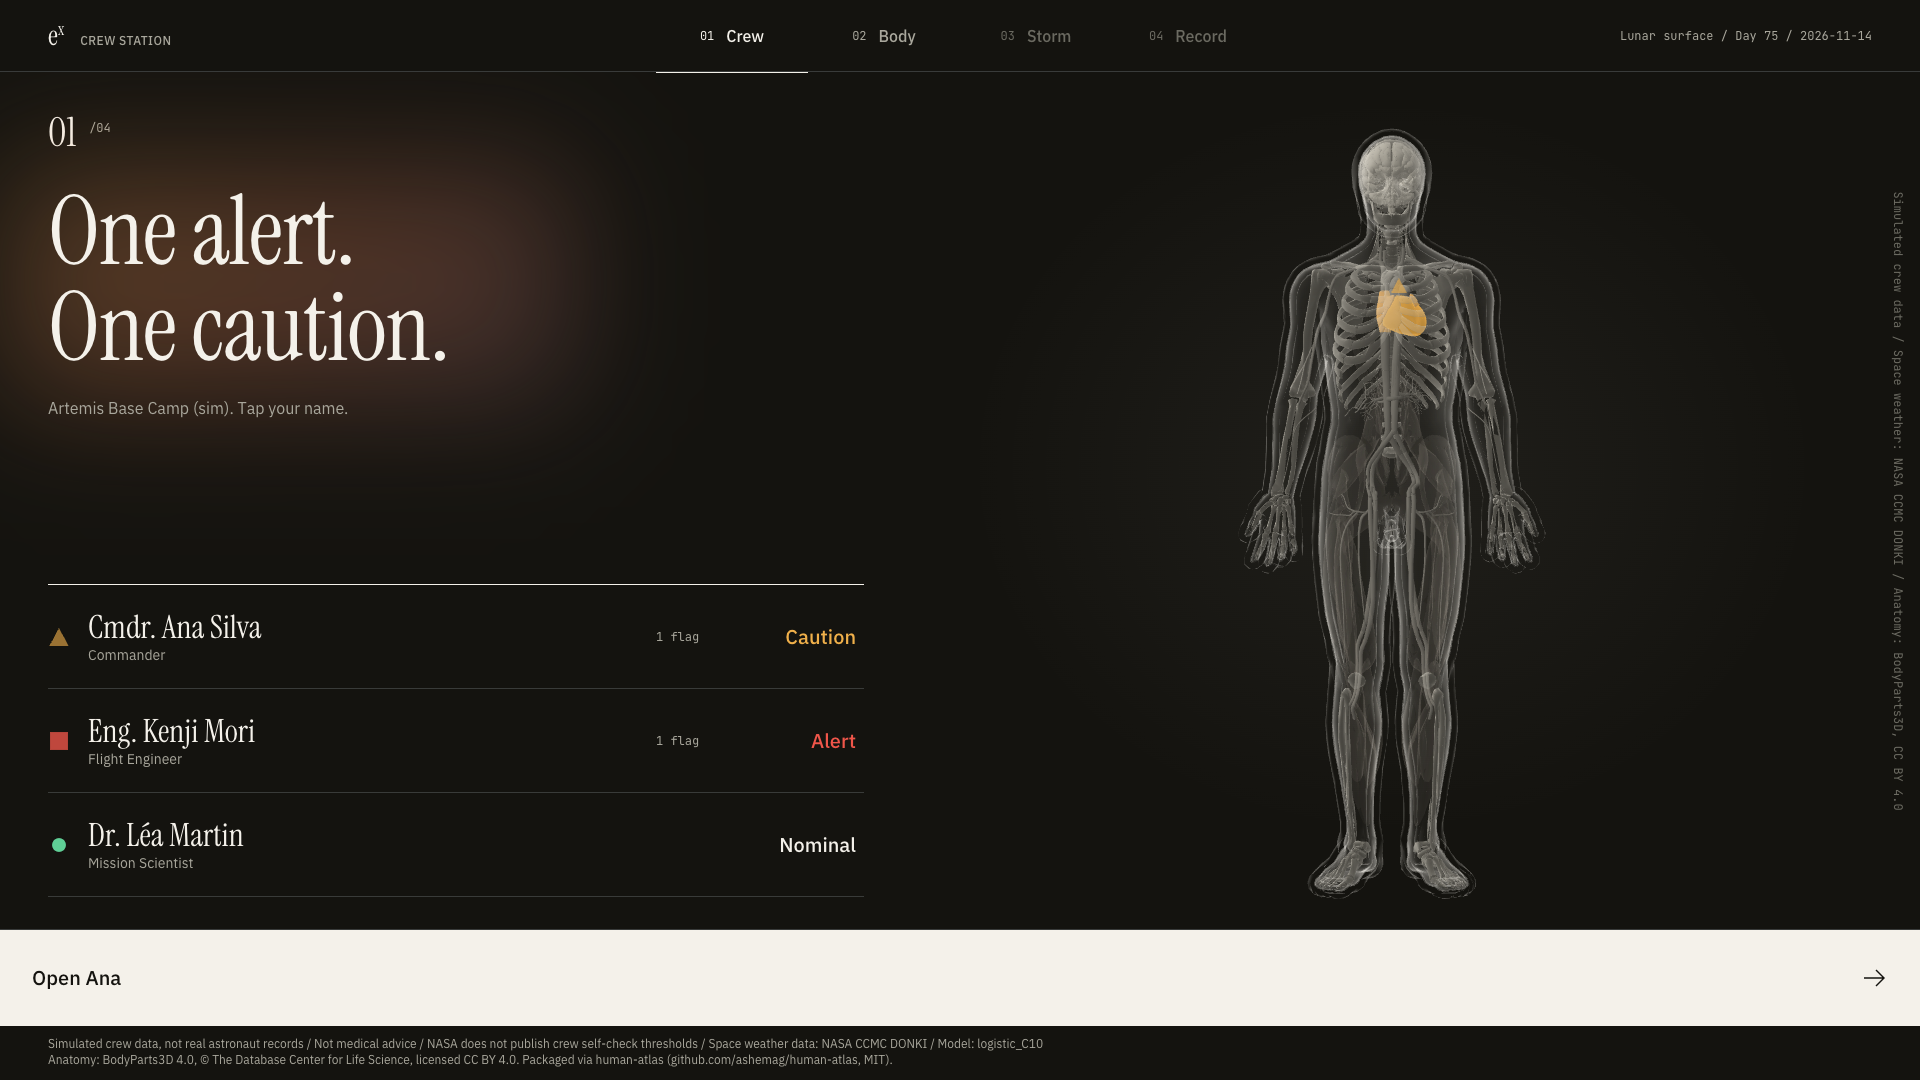 eˣ CREW STATION
01 Crew
02 Body
03 Storm
04 Record
Lunar surface / Day 75 / 2026-11-14
01 /04
One alert.
One caution.
Artemis Base Camp (sim). Tap your name.
Cmdr. Ana Silva
Commander
1 flag
Caution
Eng. Kenji Mori
Flight Engineer
1 flag
Alert
Dr. Léa Martin
Mission Scientist
Nominal
Simulated crew data / Space weather: NASA CCMC DONKI / Anatomy: BodyParts3D, CC BY 4.0
Open Ana
Simulated crew data, not real astronaut records / Not medical advice / NASA does not publish crew self-check thresholds / Space weather data: NASA CCMC DONKI / Model: logistic_C10
Anatomy: BodyParts3D 4.0, © The Database Center for Life Science, licensed CC BY 4.0. Packaged via human-atlas (github.com/ashemag/human-atlas, MIT).